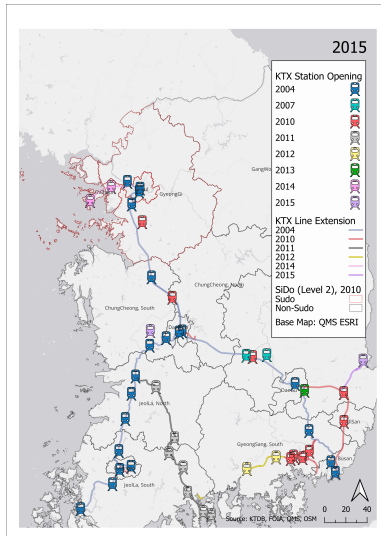 2015
KTX Station Opening
2004
2007
2010
2011
2012
2013
2014
2015
KTX Line Extension
2004
2010
2011
2012
2014
2015
SiDo (Level 2), 2010
Sudo
Non-Sudo
Base Map: QMS ESRI
GyeongGi
ChungCheong, South
JeolLa, North
GyeongSang, South
Busan
JeolLa, South
Source: KTDB, FGIA, QMS, OSM
0 20 40 km